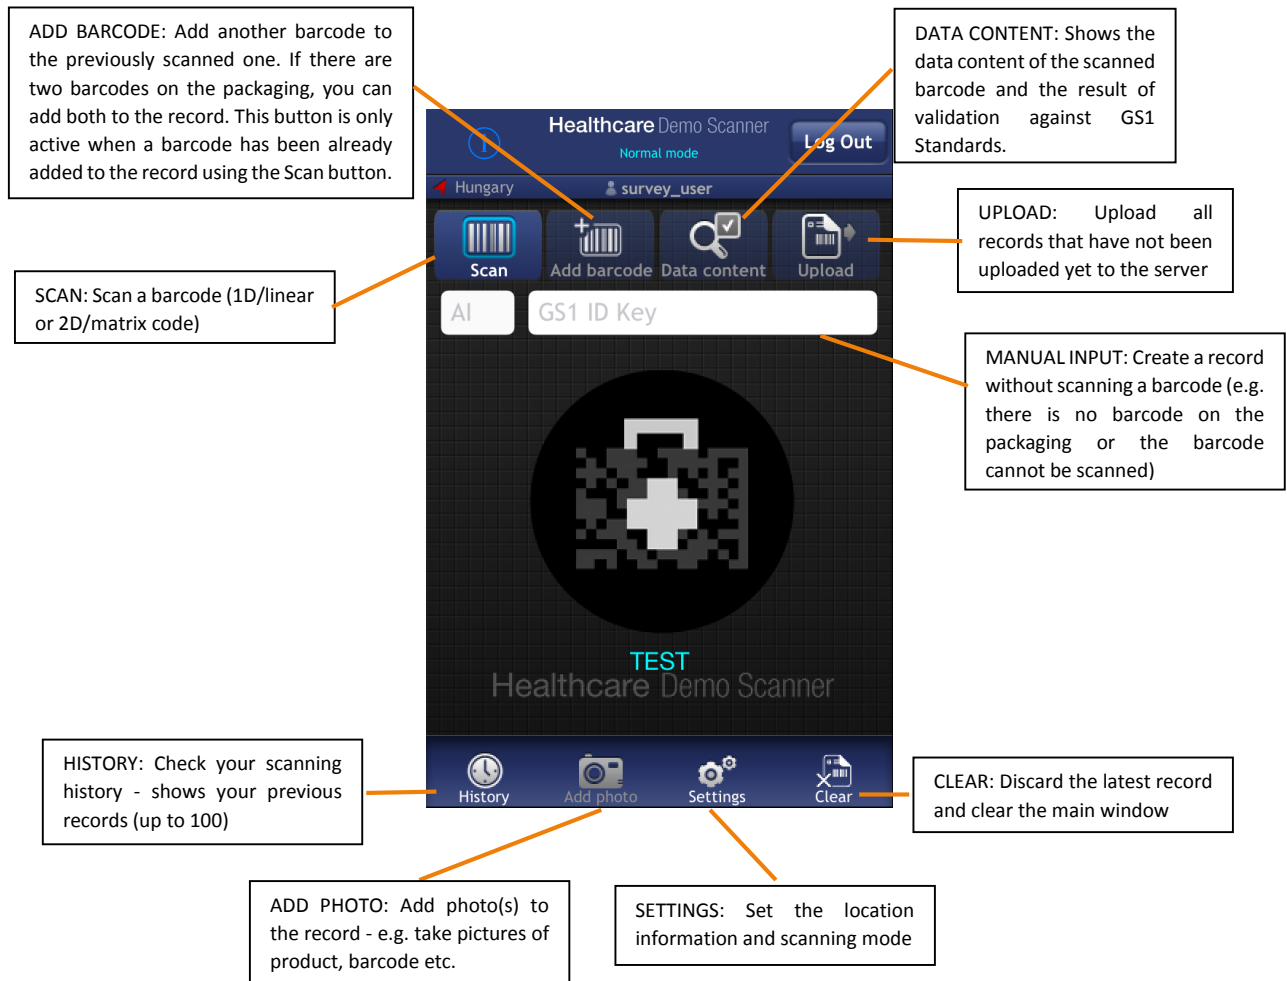 ADD BARCODE: Add another barcode to
the previously scanned one. If there are
two barcodes on the packaging, you can
add both to the record. This button is only
active when a barcode has been already
added to the record using the Scan button.
DATA CONTENT: Shows the
data content of the scanned
barcode and the result of
validation against GS1
Standards.
Healthcare Demo Scanner
Normal mode
Log Out
Hungary
survey_user
Scan
Add barcode
Data content
Upload
UPLOAD: Upload all
records that have not been
uploaded yet to the server
SCAN: Scan a barcode (1D/linear
or 2D/matrix code)
AI
GS1 ID Key
MANUAL INPUT: Create a record
without scanning a barcode (e.g.
there is no barcode on the
packaging or the barcode
cannot be scanned)
TEST
Healthcare Demo Scanner
HISTORY: Check your scanning
history - shows your previous
records (up to 100)
History
Add photo
Settings
Clear
CLEAR: Discard the latest record
and clear the main window
ADD PHOTO: Add photo(s) to
the record - e.g. take pictures of
product, barcode etc.
SETTINGS: Set the location
information and scanning mode